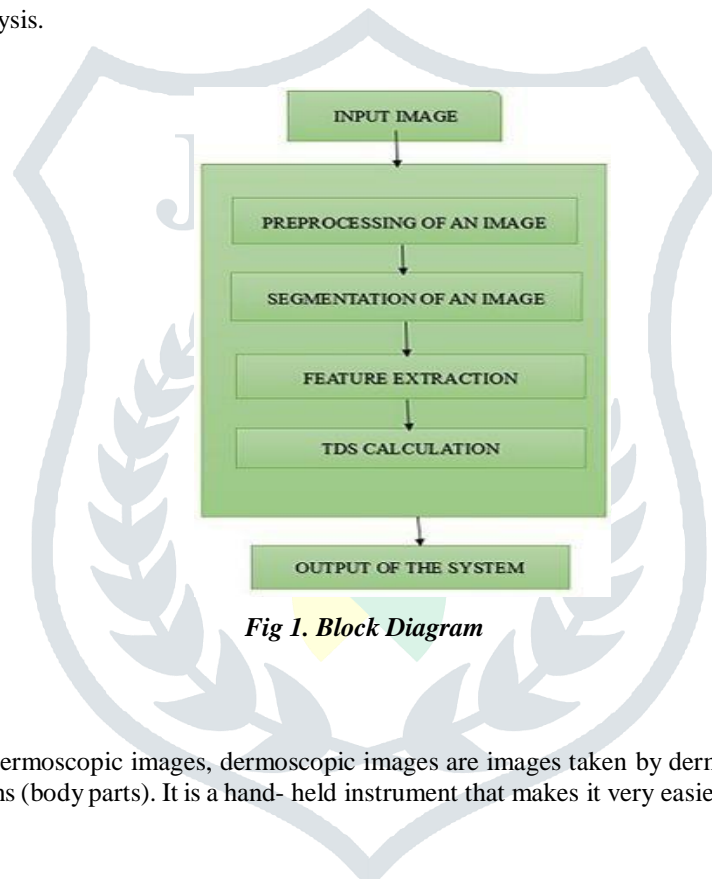 ysis.
J
INPUT IMAGE
PREPROCESSING OF AN IMAGE
SEGMENTATION OF AN IMAGE
FEATURE EXTRACTION
TDS CALCULATION
OUTPUT OF THE SYSTEM
Fig 1. Block Diagram
ermoscopic images, dermoscopic images are images taken by derm
ns (body parts). It is a hand- held instrument that makes it very easie